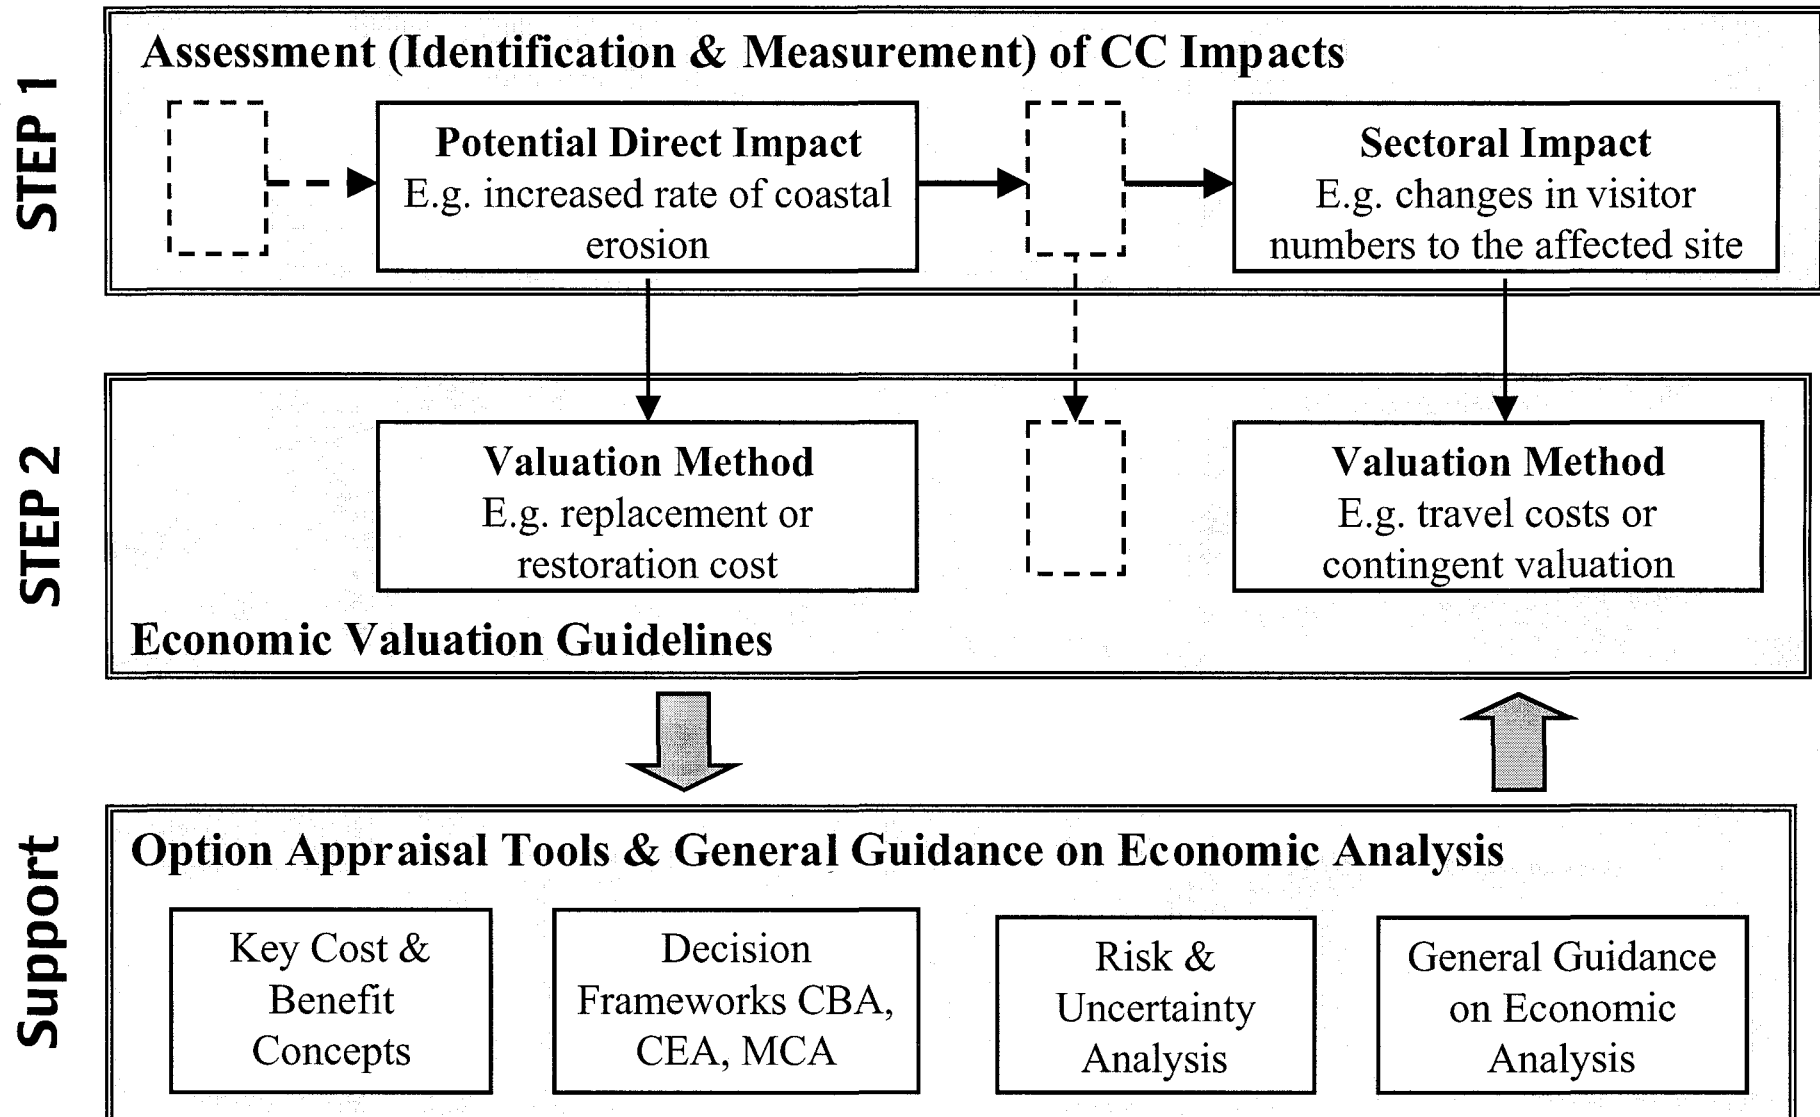 STEP 1
Assessment (Identification & Measurement) of CC Impacts
Potential Direct Impact
E.g. increased rate of coastal
erosion
Sectoral Impact
E.g. changes in visitor
numbers to the affected site
STEP 2
Valuation Method
E.g. replacement or
restoration cost
Valuation Method
E.g. travel costs or
contingent valuation
Economic Valuation Guidelines
Support
Option Appraisal Tools & General Guidance on Economic Analysis
Key Cost &
Benefit
Concepts
Decision
Frameworks CBA,
CEA, MCA
Risk &
Uncertainty
Analysis
General Guidance
on Economic
Analysis